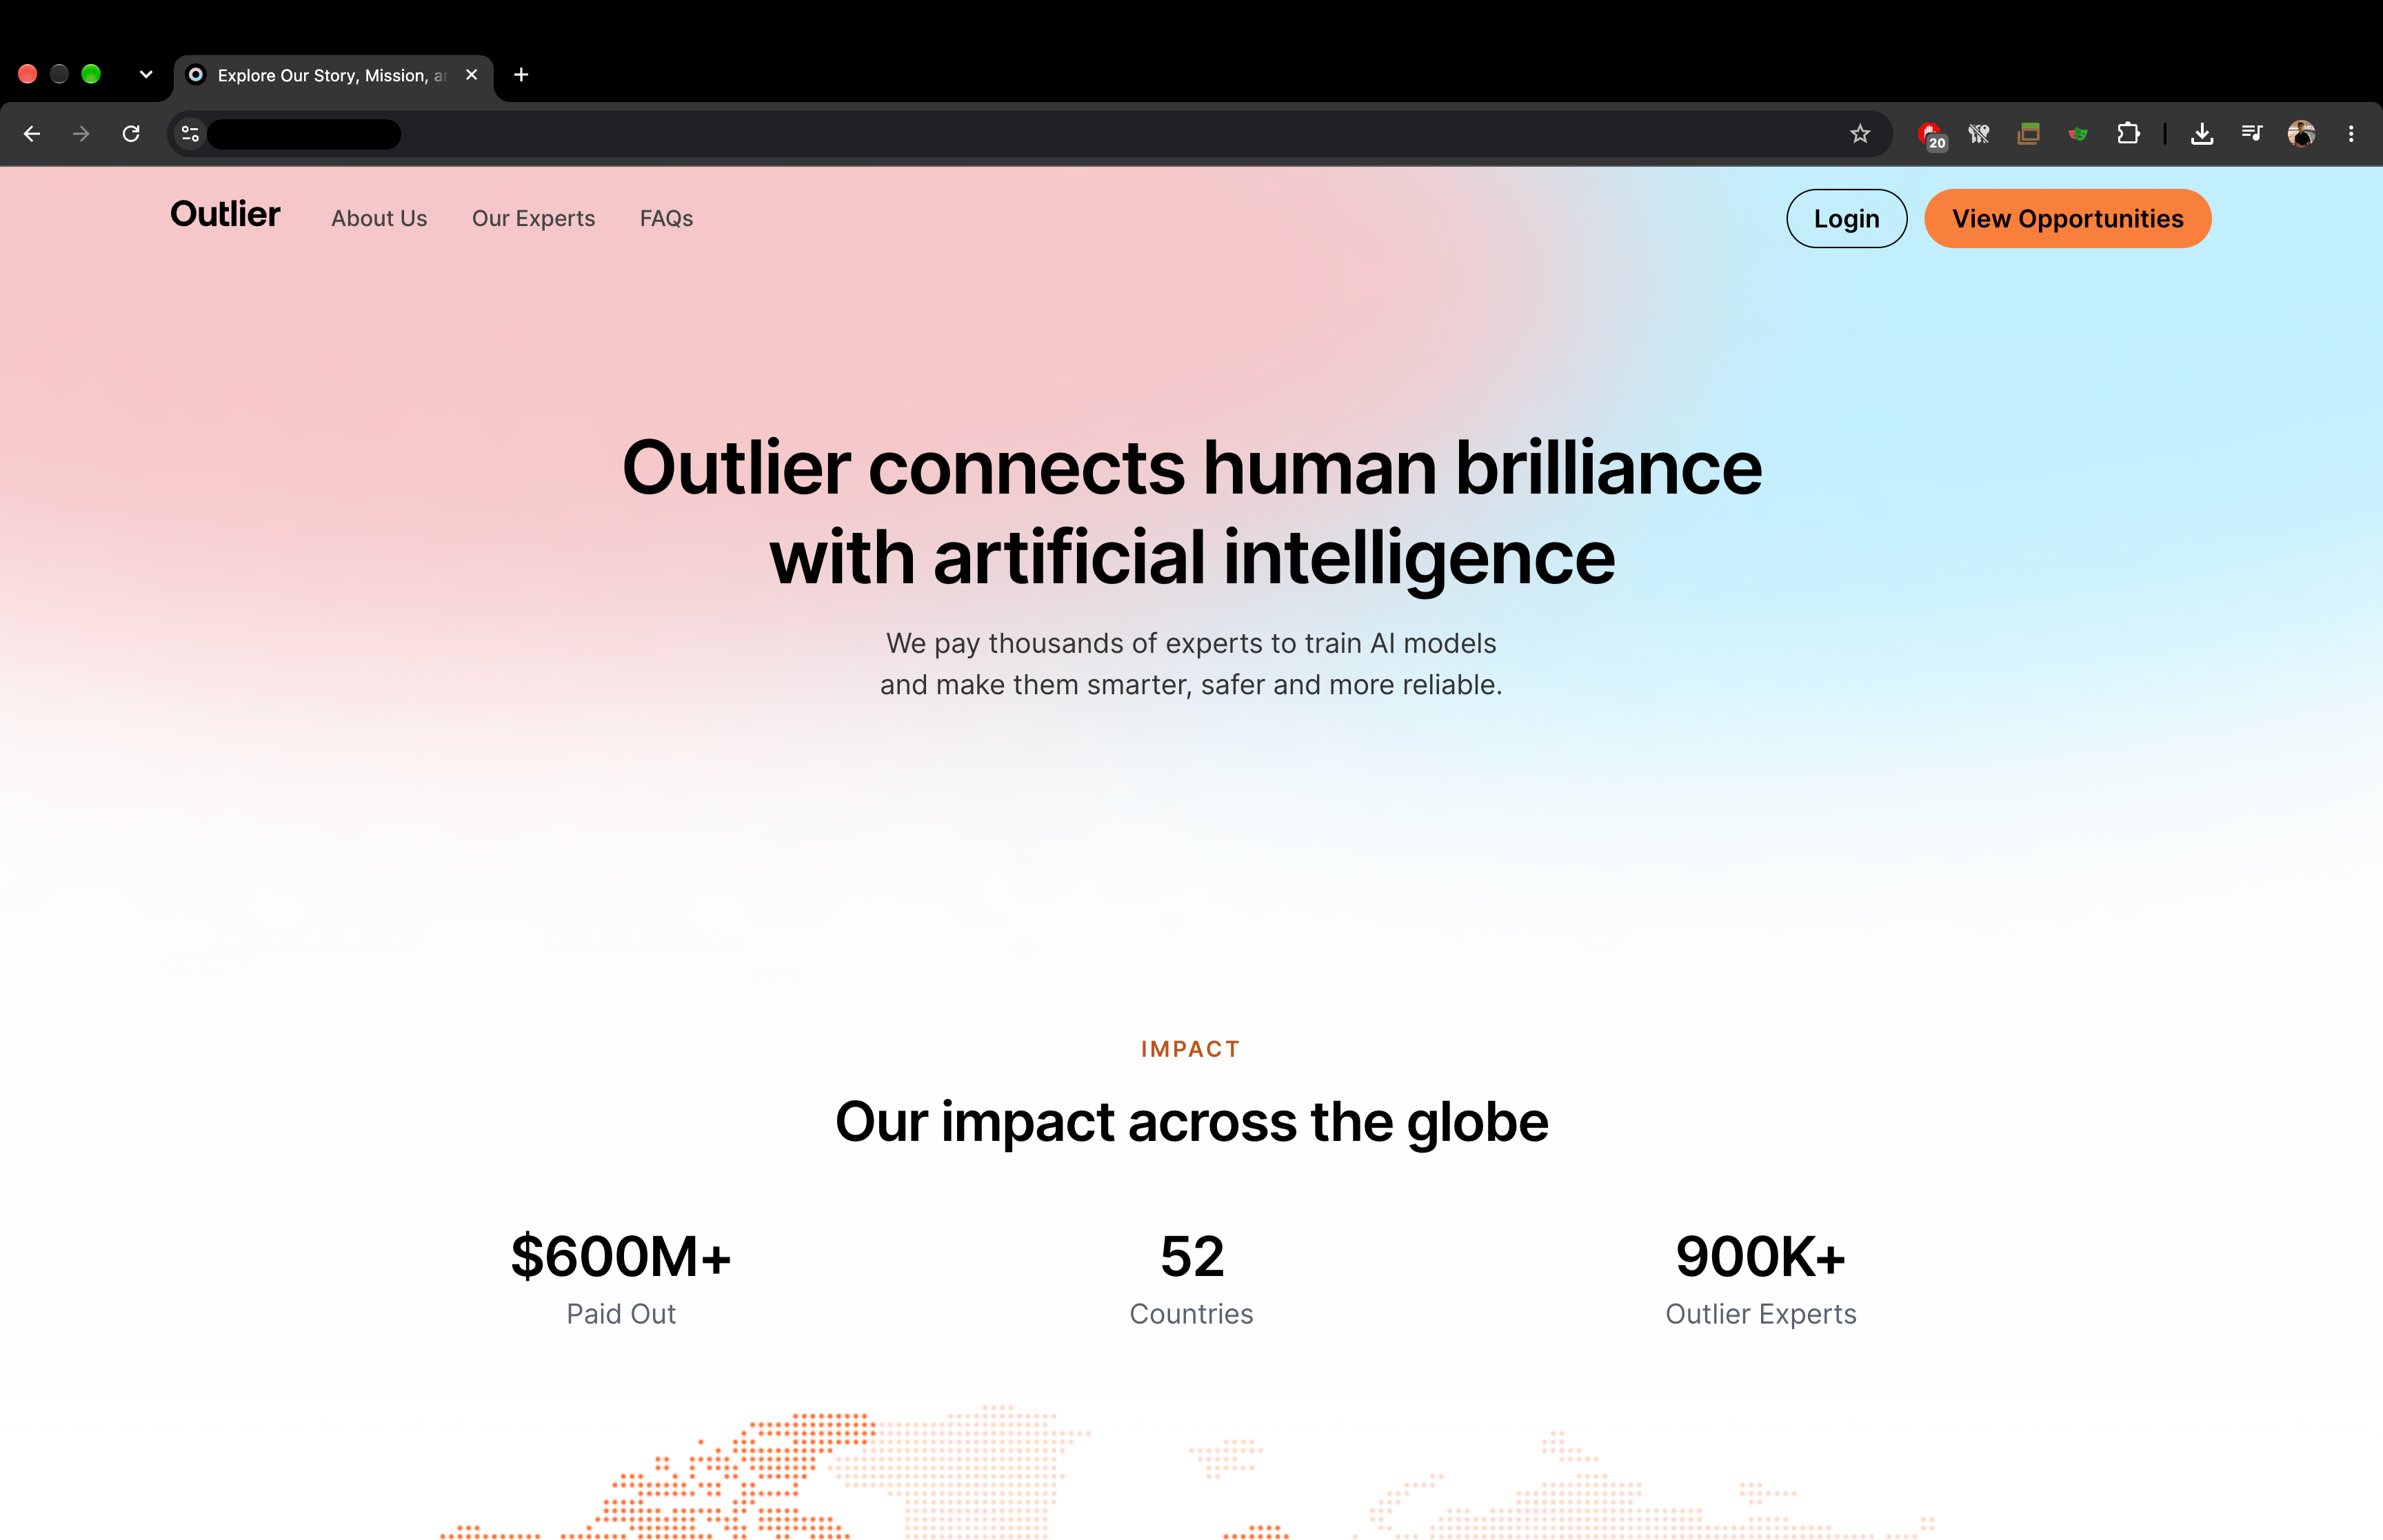 Explore Our Story, Mission,
20
Outlier
About Us
Our Experts
FAQs
Login
View Opportunities
Outlier connects human brilliance
with artificial intelligence
We pay thousands of experts to train AI models
and make them smarter, safer and more reliable.
IMPACT
Our impact across the globe
$600M+
52
900K+
Paid Out
Countries
Outlier Experts